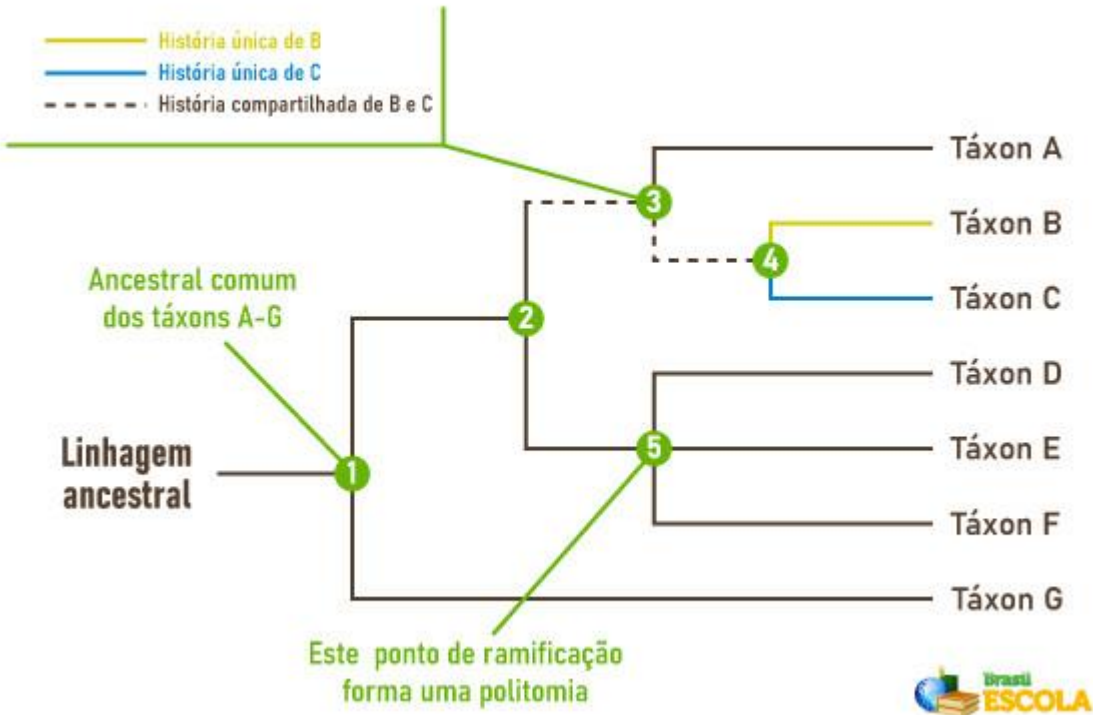 História única de B
História única de C
História compartilhada de B e C
Táxon A
3
Táxon B
4
Táxon C
Ancestral comum
dos táxons A-G
2
Táxon D
Linhagem
ancestral
1
5
Táxon E
Táxon F
Táxon G
Este ponto de ramificação
forma uma politomia
Brasil
ESCOLA